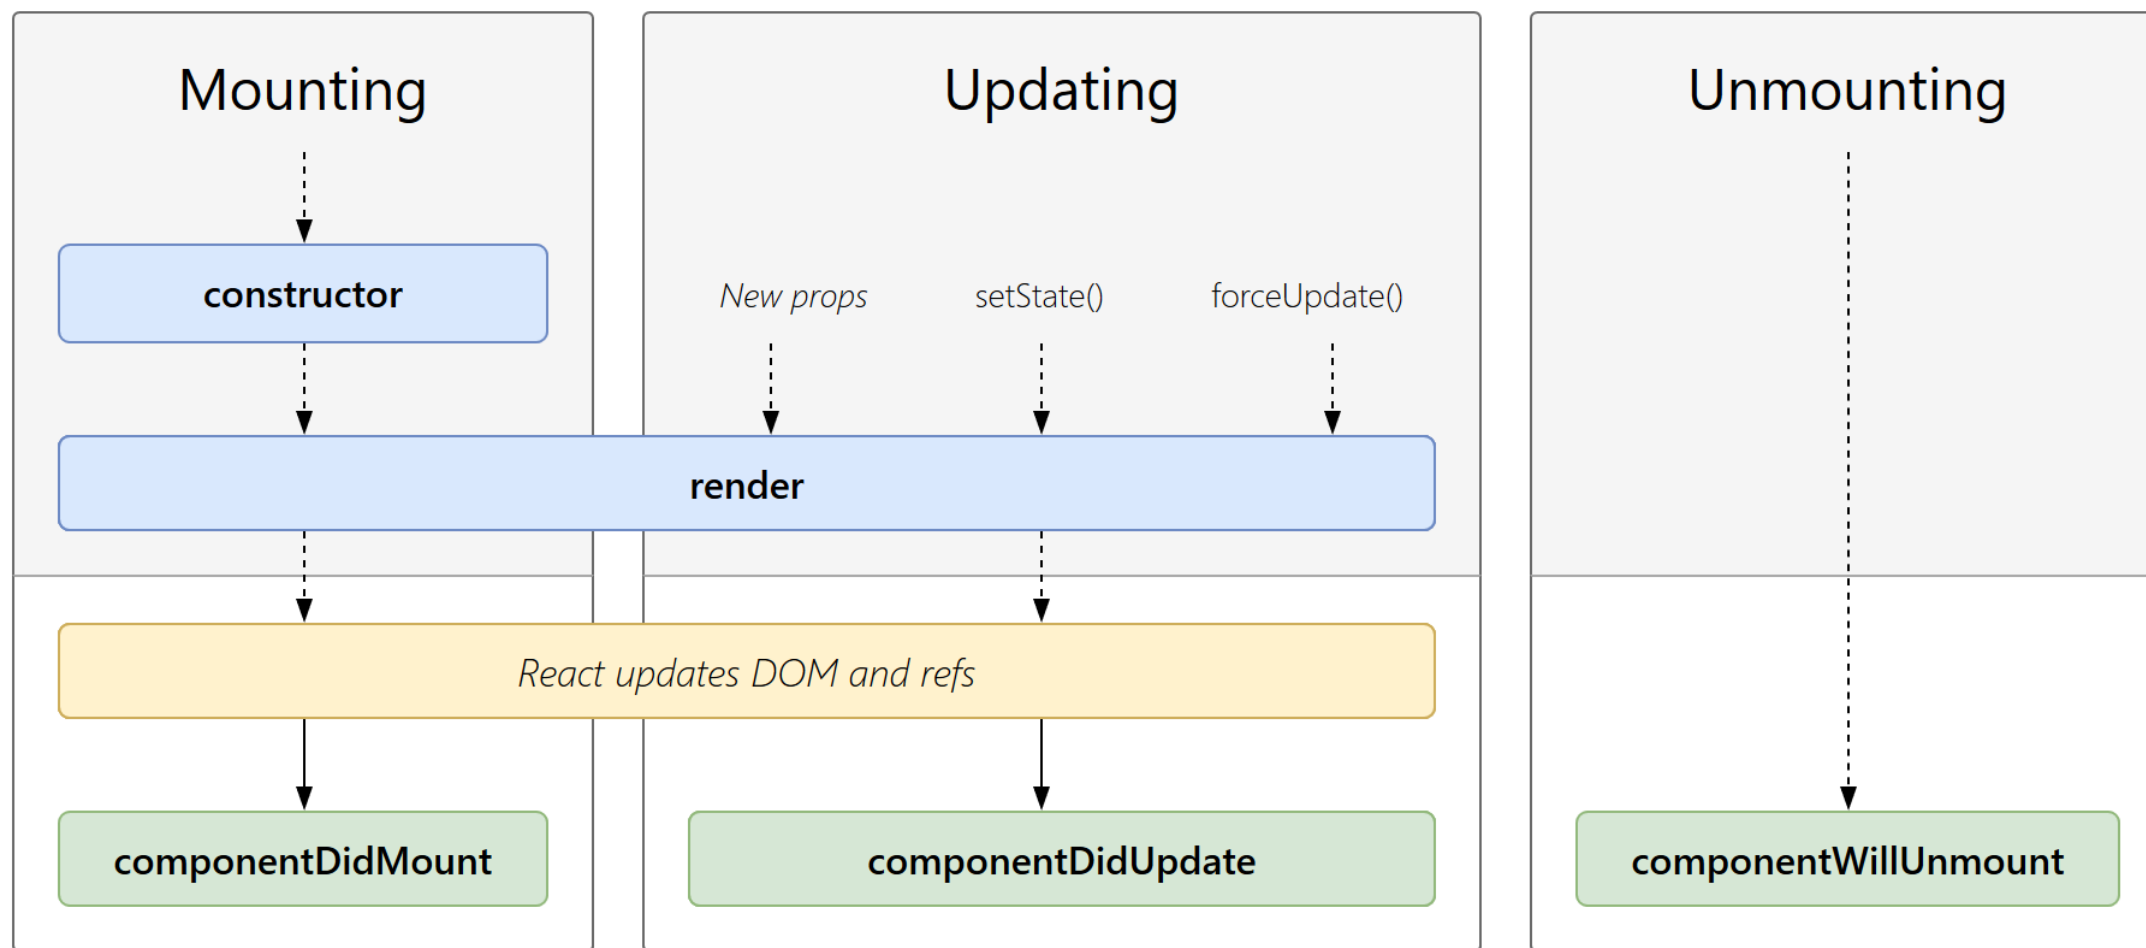 Mounting
Updating
Unmounting
constructor
New props
setState()
forceUpdate()
render
React updates DOM and refs
componentDidMount
componentDidUpdate
componentWillUnmount